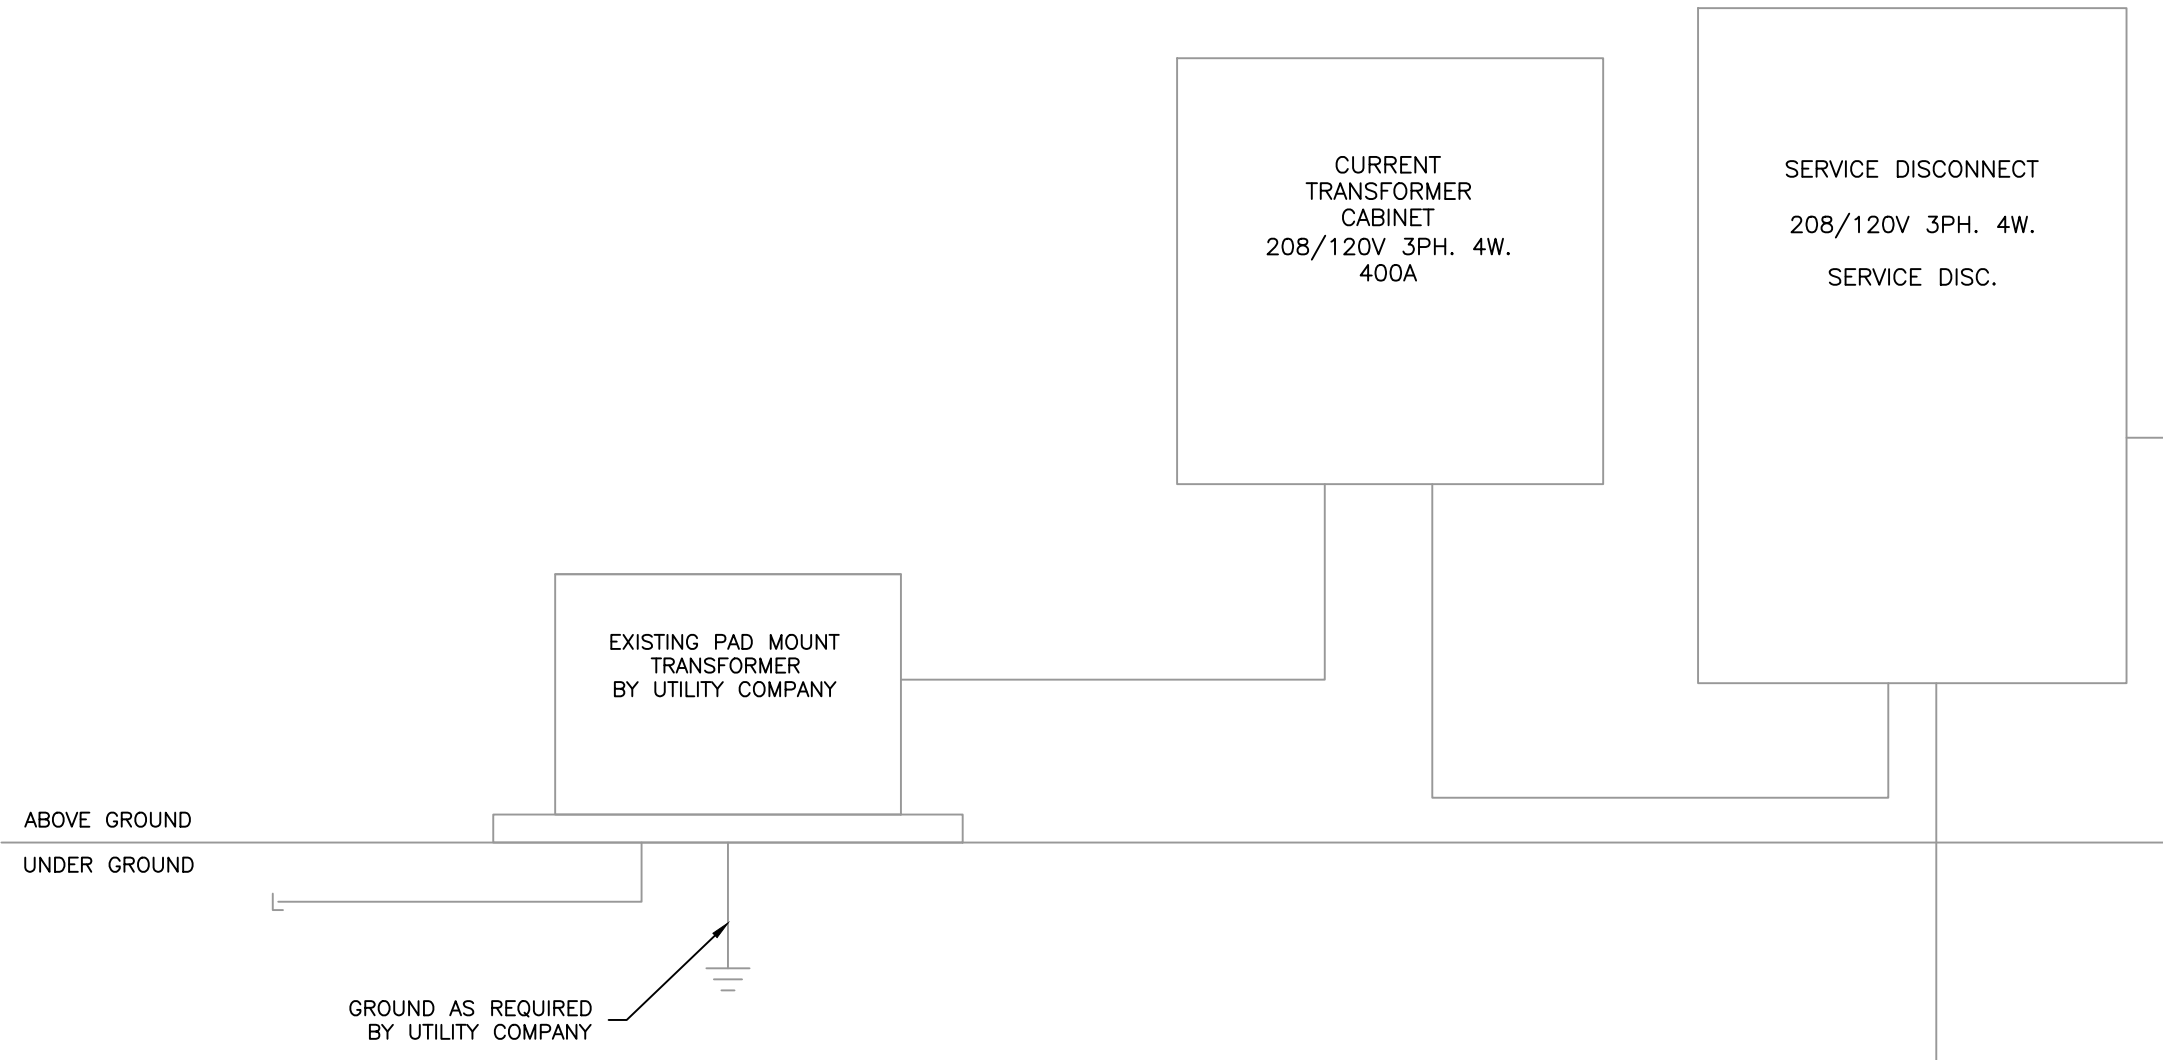 CURRENT
TRANSFORMER
CABINET
208/120V 3PH. 4W.
400A
SERVICE DISCONNECT
208/120V 3PH. 4W.
SERVICE DISC.
EXISTING PAD MOUNT
TRANSFORMER
BY UTILITY COMPANY
ABOVE GROUND
UNDER GROUND
GROUND AS REQUIRED
BY UTILITY COMPANY